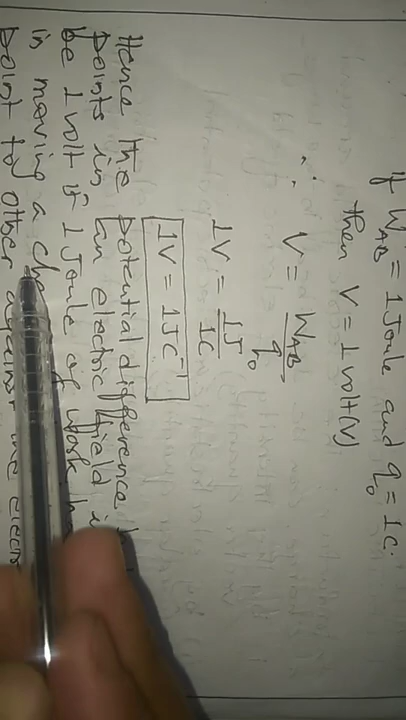 If W_AB = 1 Joule and q₀ = 1C.
then V = 1 volt (V)
∴ V = W_AB / q₀
1V = 1J / 1C
1V = 1JC⁻¹
Hence the potential difference
points in an electric field
be 1 volt if 1 Joule of work
in moving a
point to other against the